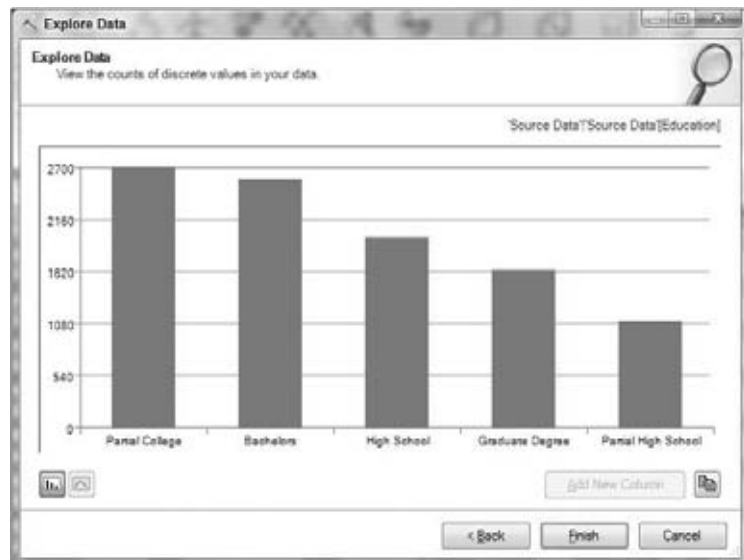 Explore Data
Explore Data
View the counts of discrete values in your data.
'Source Data'!'Source Data'[Education]
2700
2160
1620
1080
540
0
Partial College
Bachelors
High School
Graduate Degree
Partial High School
Add New Column
< Back
Finish
Cancel